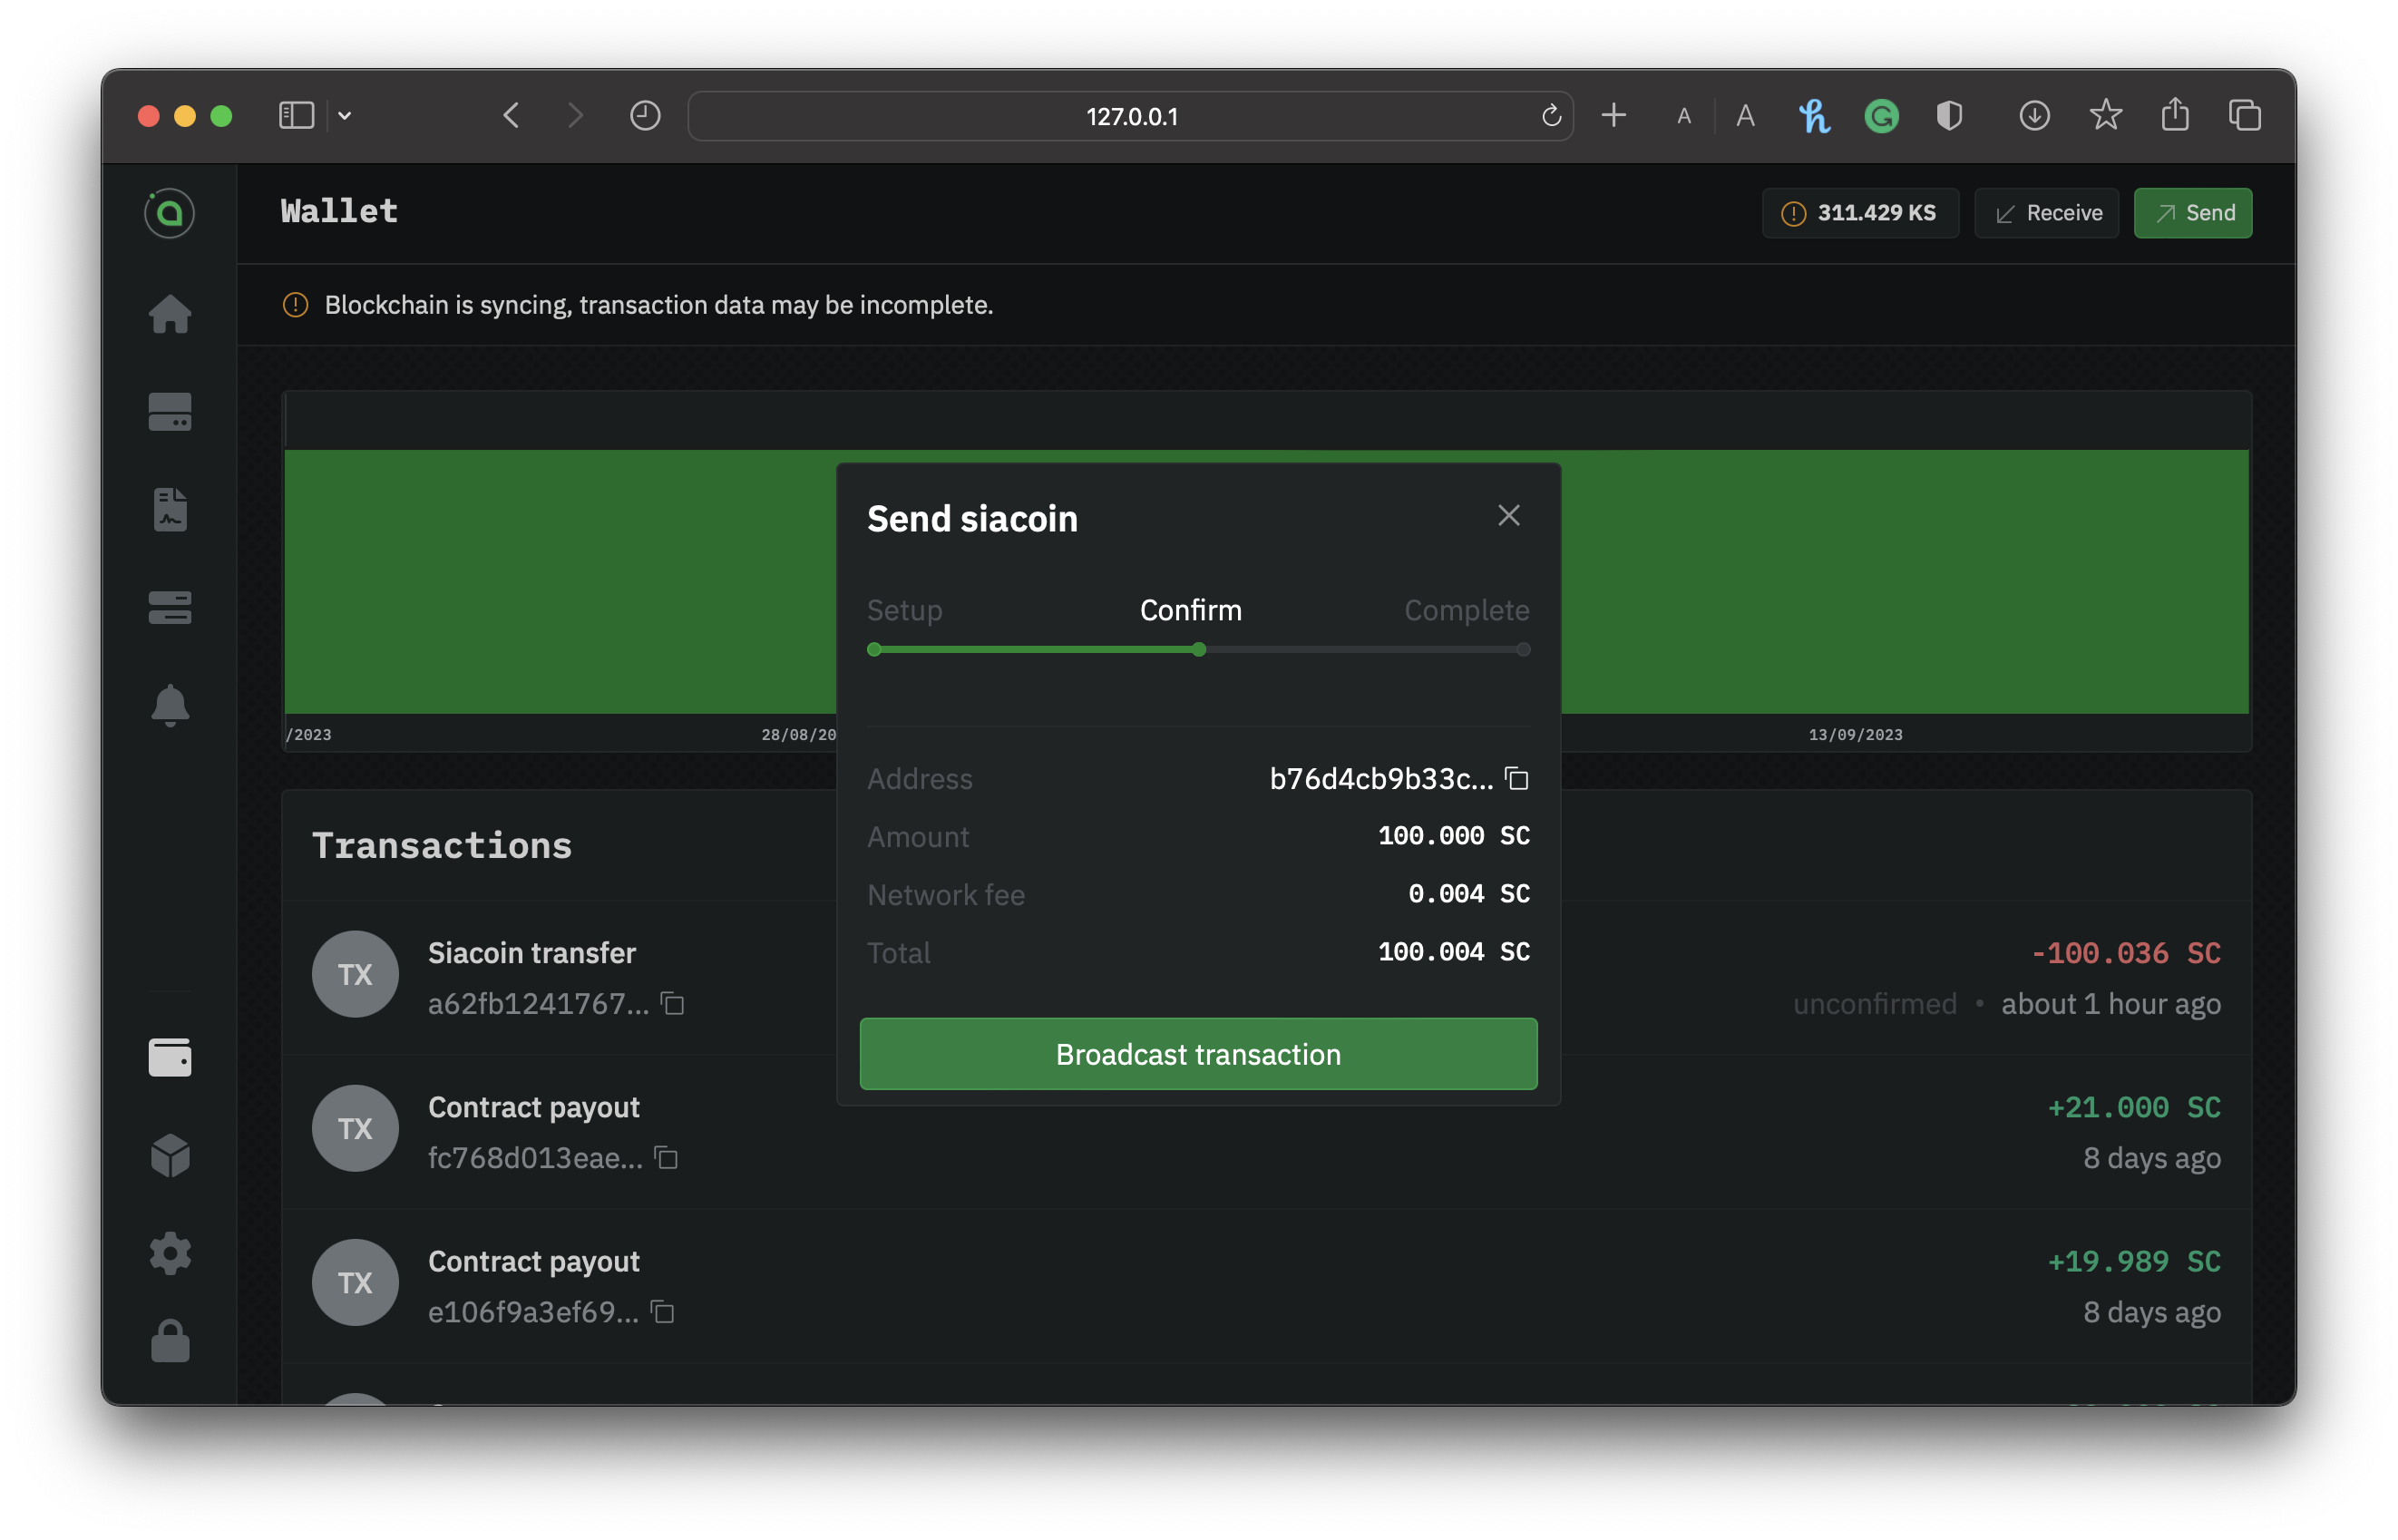 127.0.0.1
A A
Wallet
311.429 KS
Receive
Send
Blockchain is syncing, transaction data may be incomplete.
/2023
28/08/20
13/09/2023
Send siacoin
Setup
Confirm
Complete
Address
b76d4cb9b33c...
Amount
100.000 SC
Network fee
0.004 SC
Total
100.004 SC
Broadcast transaction
Transactions
TX
Siacoin transfer
-100.036 SC
a62fb1241767...
unconfirmed • about 1 hour ago
TX
Contract payout
+21.000 SC
fc768d013eae...
8 days ago
TX
Contract payout
+19.989 SC
e106f9a3ef69...
8 days ago